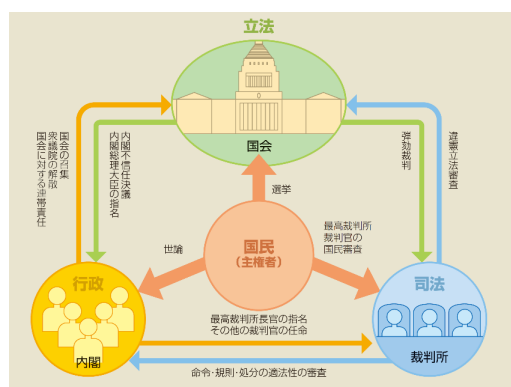 立法
国会
国会の召集
衆議院の解散
国会に対する連帯責任
内閣不信任決議
内閣総理大臣の指名
弾劾裁判
違憲立法審査
選挙
世論
国民
(主権者)
最高裁判所
裁判官の
国民審査
行政
内閣
司法
裁判所
最高裁判所長官の指名
その他の裁判官の任命
命令・規則・処分の適法性の審査